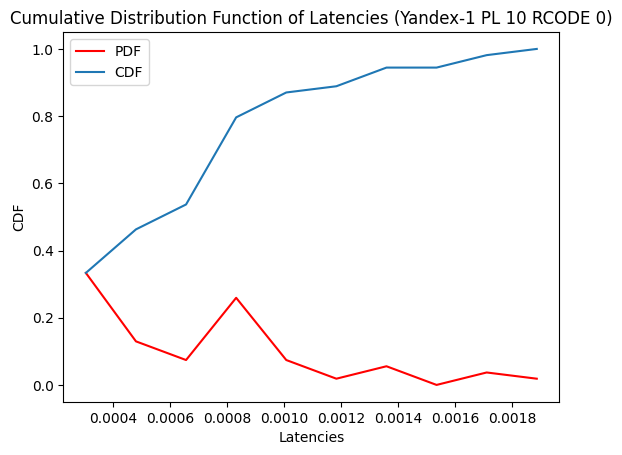 Cumulative Distribution Function of Latencies (Yandex-1 PL 10 RCODE 0)
PDF
CDF
1.0
0.8
0.6
0.4
0.2
0.0
CDF
0.0004 0.0006 0.0008 0.0010 0.0012 0.0014 0.0016 0.0018
Latencies